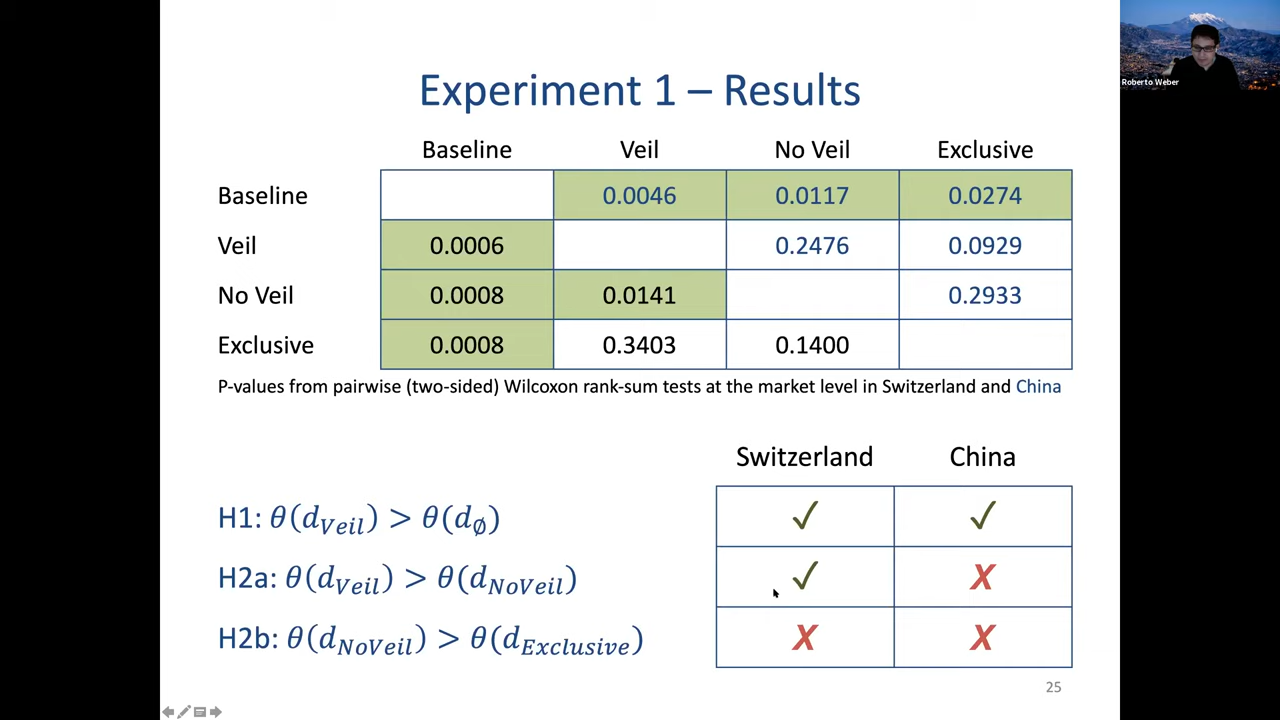 Roberto Weber
Experiment 1 – Results
Baseline Veil No Veil Exclusive
Baseline 0.0046 0.0117 0.0274
Veil 0.0006 0.2476 0.0929
No Veil 0.0008 0.0141 0.2933
Exclusive 0.0008 0.3403 0.1400
P-values from pairwise (two-sided) Wilcoxon rank-sum tests at the market level in Switzerland and China
Switzerland China
H1: θ(d_Veil) > θ(d_∅) ✓ ✓
H2a: θ(d_Veil) > θ(d_NoVeil) ✓ X
H2b: θ(d_NoVeil) > θ(d_Exclusive) X X
25